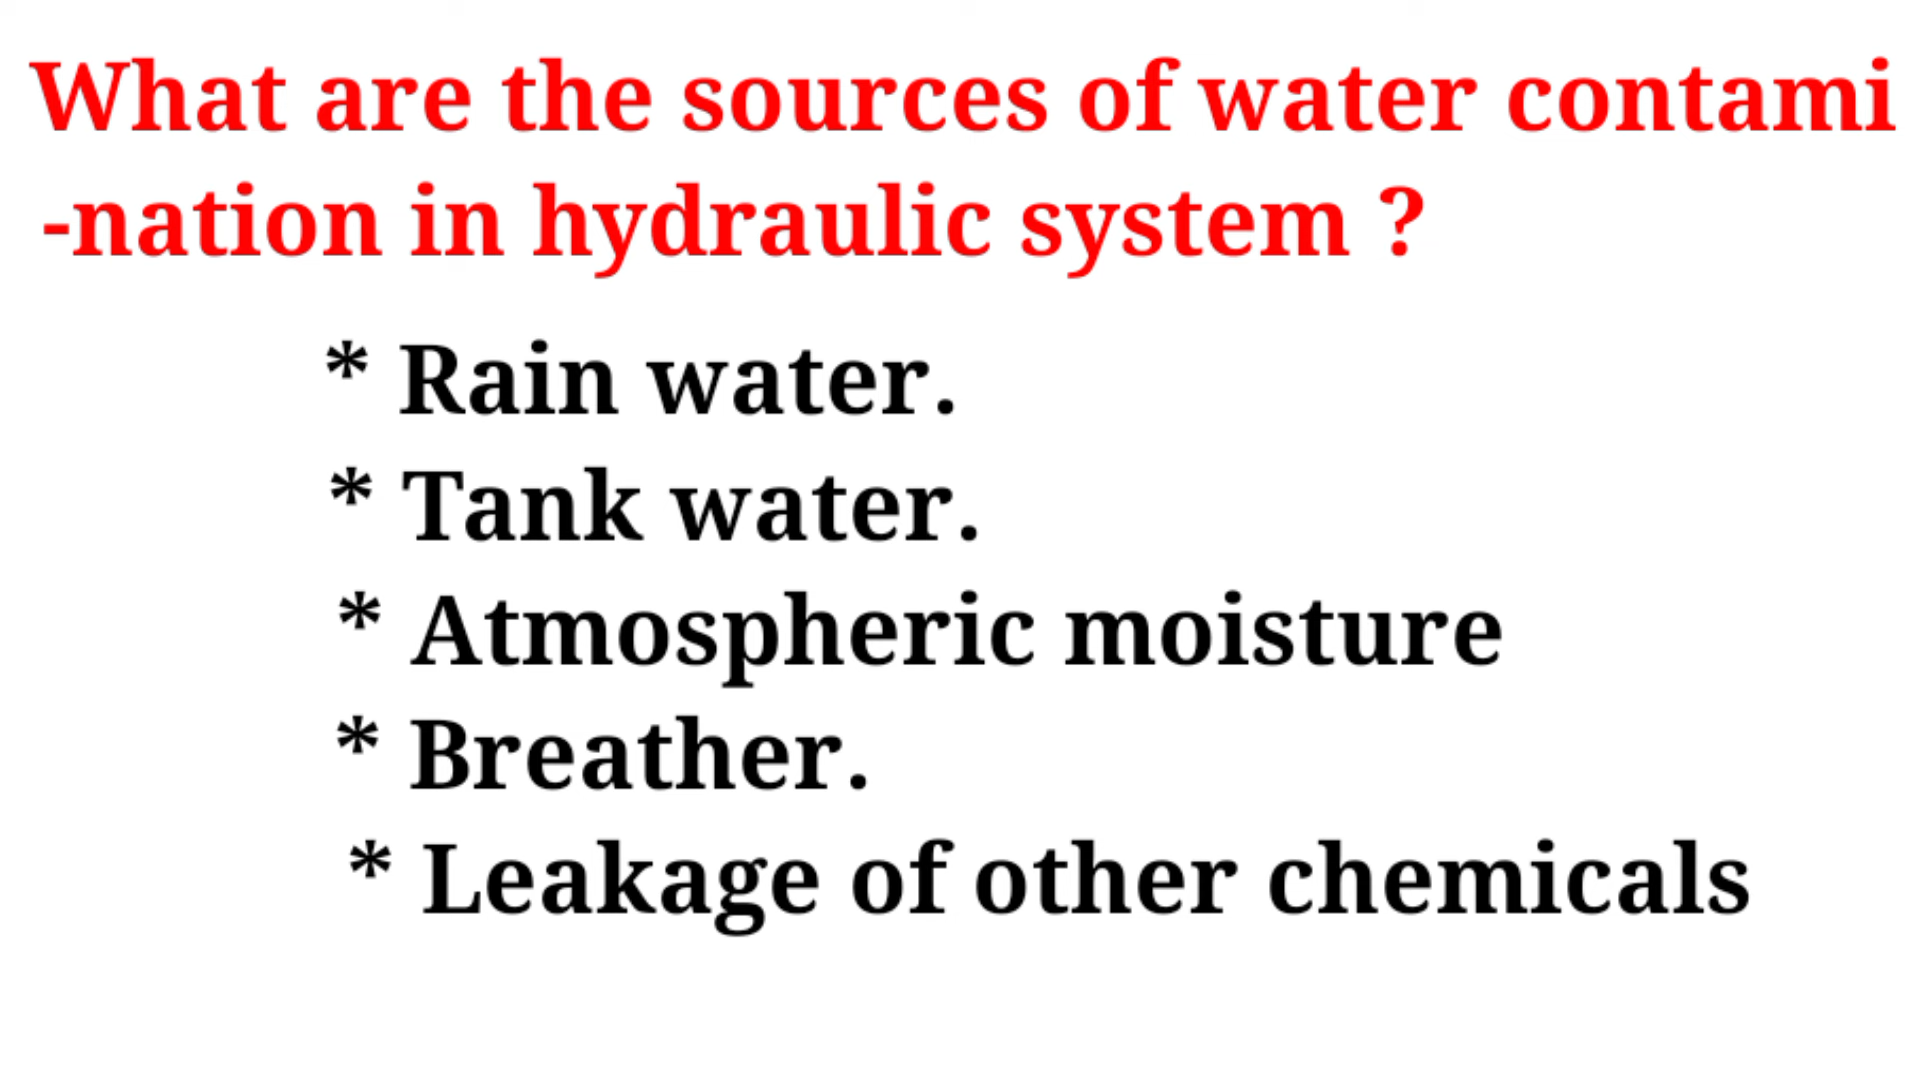 What are the sources of water contami
-nation in hydraulic system ?
* Rain water.
* Tank water.
* Atmospheric moisture
* Breather.
* Leakage of other chemicals